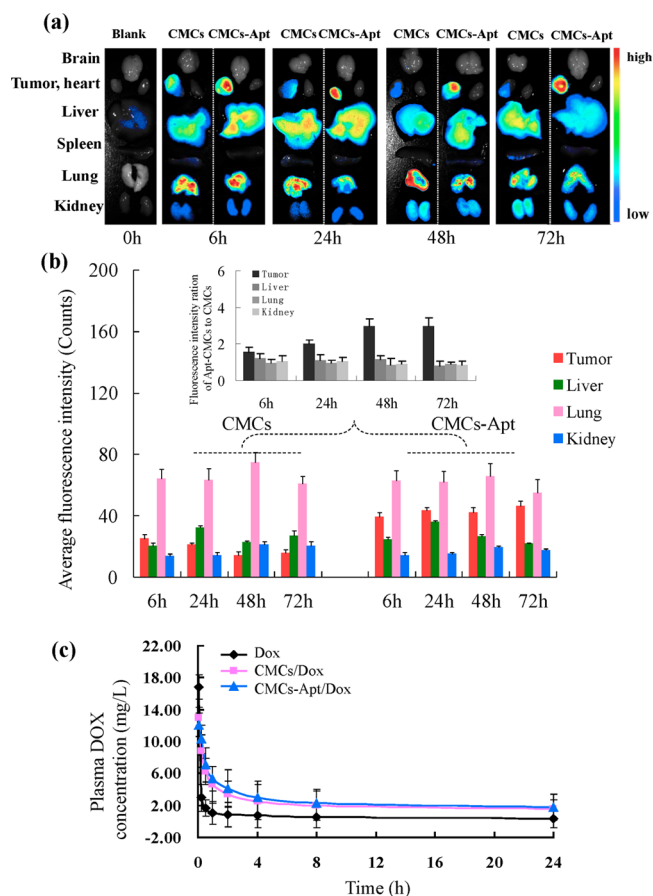 (a)
Blank CMCs CMCs-Apt CMCs CMCs-Apt CMCs CMCs-Apt CMCs CMCs-Apt
Brain
high
Tumor, heart
Liver
Spleen
Lung
Kidney
low
0h 6h 24h 48h 72h
(b)
200
160
120
80
40
0
Average fluorescence intensity (Counts)
Fluorescence intensity ration
of Apt-CMCs to CMCs
6
4
2
0
Tumor
Liver
Lung
Kidney
6h 24h 48h 72h
CMCs CMCs-Apt
Tumor
Liver
Lung
Kidney
6h 24h 48h 72h 6h 24h 48h 72h
(c)
Plasma DOX
concentration (mg/L)
22.00
18.00
14.00
10.00
6.00
2.00
-2.00
Dox
CMCs/Dox
CMCs-Apt/Dox
0 4 8 12 16 20 24
Time (h)